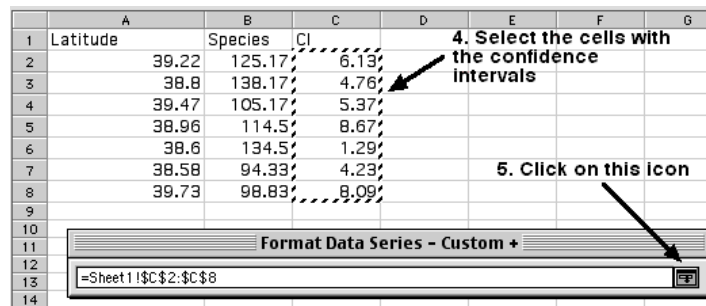 A B C D E F G
1 Latitude Species CI 4. Select the cells with
2 39.22 125.17 6.13 the confidence
3 38.8 138.17 4.76 intervals
4 39.47 105.17 5.37
5 38.96 114.5 8.67
6 38.6 134.5 1.29
7 38.58 94.33 4.23 5. Click on this icon
8 39.73 98.83 8.09
9
10
11 Format Data Series - Custom +
12
13 =Sheet1!$C$2:$C$8
14